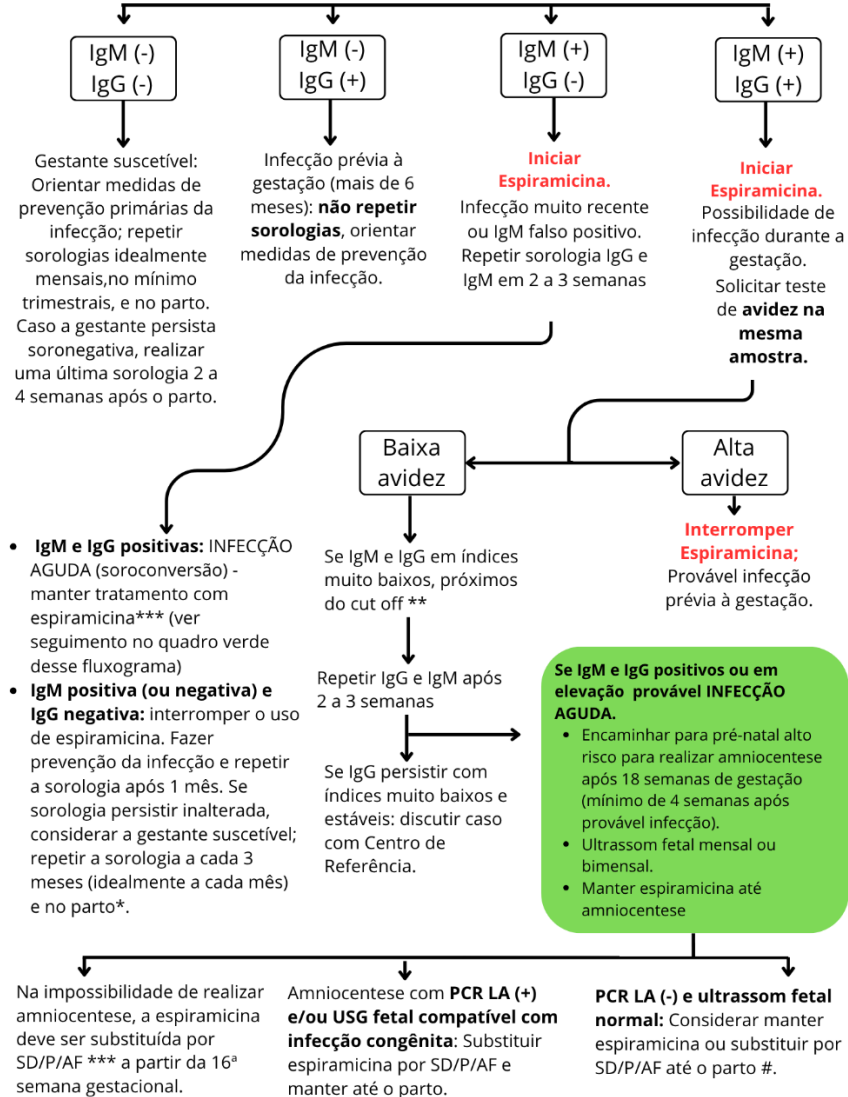 IgM (-)
IgG (-)
IgM (-)
IgG (+)
IgM (+)
IgG (-)
IgM (+)
IgG (+)
Gestante suscetível:
Orientar medidas de
prevenção primárias da
infecção; repetir
sorologias idealmente
mensais,no mínimo
trimestrais, e no parto.
Caso a gestante persista
soronegativa, realizar
uma última sorologia 2 a
4 semanas após o parto.
Infecção prévia à
gestação (mais de 6
meses): não repetir
sorologias, orientar
medidas de prevenção
da infecção.
Iniciar
Espiramicina.
Infecção muito recente
ou IgM falso positivo.
Repetir sorologia IgG e
IgM em 2 a 3 semanas
Iniciar
Espiramicina.
Possibilidade de
infecção durante a
gestação.
Solicitar teste
de avidez na
mesma
amostra.
Baixa
avidez
Alta
avidez
• IgM e IgG positivas: INFECÇÃO
AGUDA (soroconversão) -
manter tratamento com
espiramicina*** (ver
seguimento no quadro verde
desse fluxograma)
• IgM positiva (ou negativa) e
IgG negativa: interromper o uso
de espiramicina. Fazer
prevenção da infecção e repetir
a sorologia após 1 mês. Se
sorologia persistir inalterada,
considerar a gestante suscetível;
repetir a sorologia a cada 3
meses (idealmente a cada mês)
e no parto*.
Se IgM e IgG em índices
muito baixos, próximos
do cut off **
Repetir IgG e IgM após
2 a 3 semanas
Se IgG persistir com
índices muito baixos e
estáveis: discutir caso
com Centro de
Referência.
Interromper
Espiramicina;
Provável infecção
prévia à gestação.
Se IgM e IgG positivos ou em
elevação provável INFECÇÃO
AGUDA.
• Encaminhar para pré-natal alto
risco para realizar amniocentese
após 18 semanas de gestação
(mínimo de 4 semanas após
provável infecção).
• Ultrassom fetal mensal ou
bimensal.
• Manter espiramicina até
amniocentese
Na impossibilidade de realizar
amniocentese, a espiramicina
deve ser substituída por
SD/P/AF *** a partir da 16ª
semana gestacional.
Amniocentese com PCR LA (+)
e/ou USG fetal compatível com
infecção congênita: Substituir
espiramicina por SD/P/AF e
manter até o parto.
PCR LA (-) e ultrassom fetal
normal: Considerar manter
espiramicina ou substituir por
SD/P/AF até o parto #.